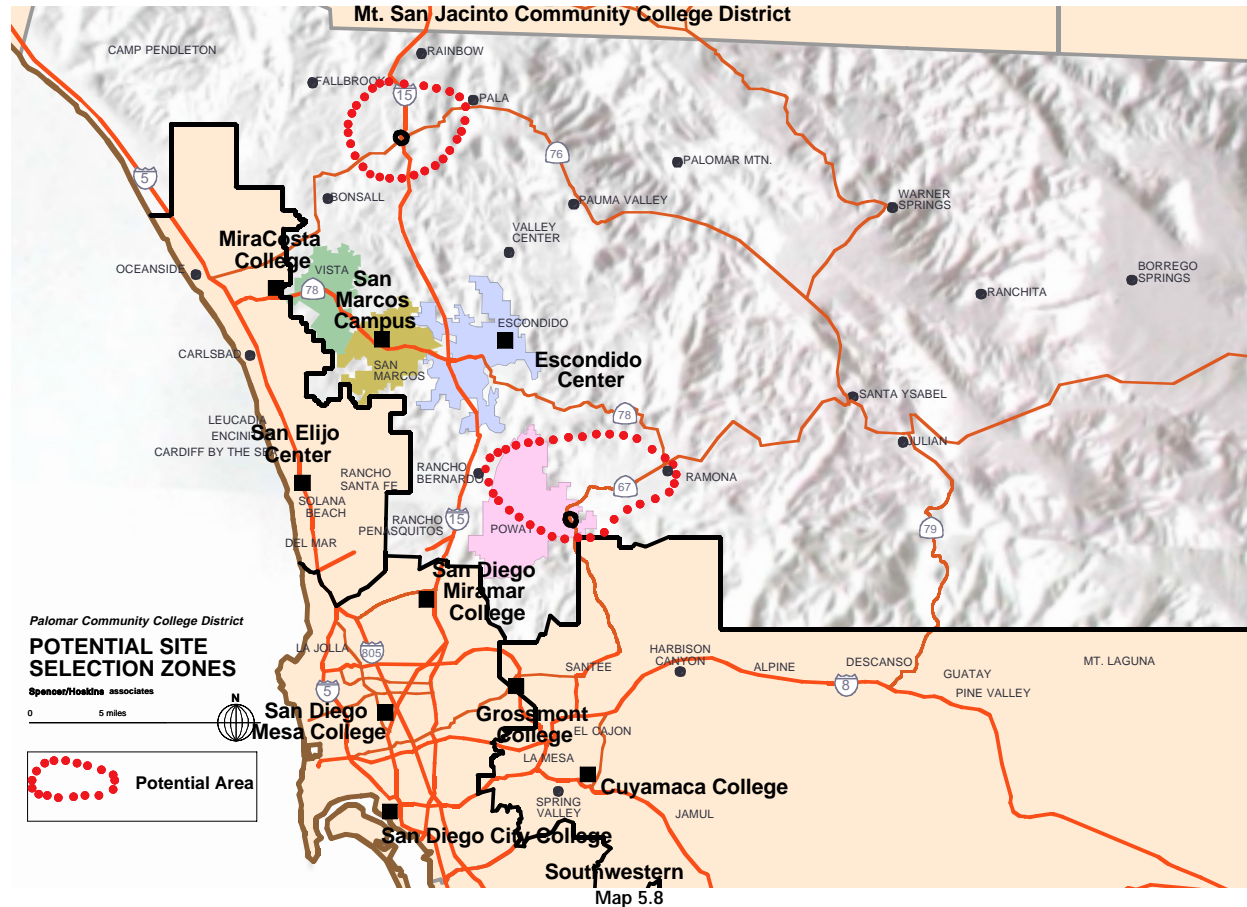 Mt. San Jacinto Community College District
CAMP PENDLETON
RAINBOW
FALLBROOK
15
PALA
76
PALOMAR MTN.
5
BONSALL
PAUMA VALLEY
WARNER
SPRINGS
VALLEY
CENTER
MiraCosta
College
OCEANSIDE
VISTA
78
San
Marcos
Campus
BORREGO
SPRINGS
RANCHITA
ESCONDIDO
CARLSBAD
SAN
MARCOS
Escondido
Center
SANTA YSABEL
78
LEUCADIA
ENCINI
CARDIFF BY THE SE
San Elijo
Center
JULIAN
RANCHO
SANTA FE
RANCHO
BERNARDO
RAMONA
67
SOLANA
BEACH
RANCHO
PENASQUITOS
15
POWAY
79
DEL MAR
San Diego
Miramar
College
Palomar Community College District
POTENTIAL SITE
SELECTION ZONES
Spencer/Hoskins associates
0 5 miles
N
LA JOLLA
805
5
SANTEE
HARBISON
CANYON
ALPINE
DESCANSO
8
GUATAY
PINE VALLEY
MT. LAGUNA
San Diego
Mesa College
Grossmont
College
EL CAJON
LA MESA
Potential Area
Cuyamaca College
SPRING
VALLEY
JAMUL
San Diego City College
Southwestern
Map 5.8